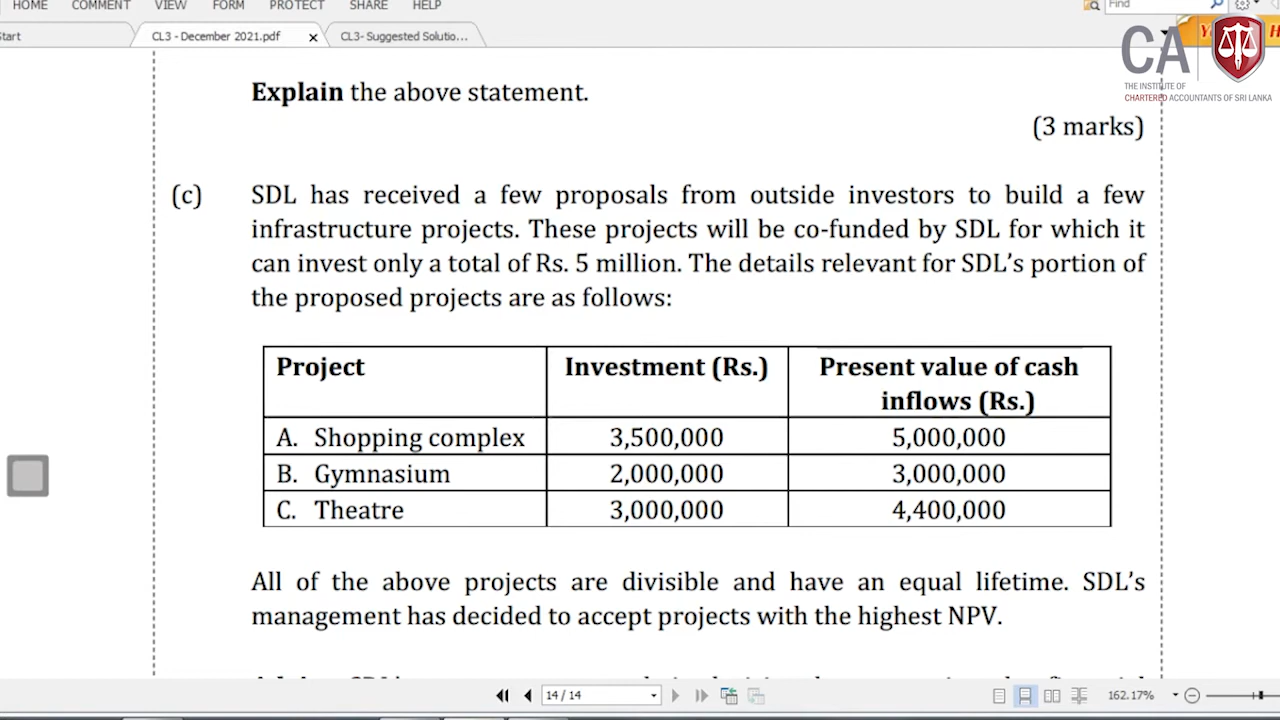 HOME COMMENT VIEW FORM PROTECT SHARE HELP Find
tart CL3 - December 2021.pdf x CL3- Suggested Solutio...
CA
THE INSTITUTE OF
CHARTERED ACCOUNTANTS OF SRI LANKA
Explain the above statement.
(3 marks)
(c) SDL has received a few proposals from outside investors to build a few
infrastructure projects. These projects will be co-funded by SDL for which it
can invest only a total of Rs. 5 million. The details relevant for SDL's portion of
the proposed projects are as follows:
Project Investment (Rs.) Present value of cash
inflows (Rs.)
A. Shopping complex 3,500,000 5,000,000
B. Gymnasium 2,000,000 3,000,000
C. Theatre 3,000,000 4,400,000
All of the above projects are divisible and have an equal lifetime. SDL's
management has decided to accept projects with the highest NPV.
14 / 14 162.17%